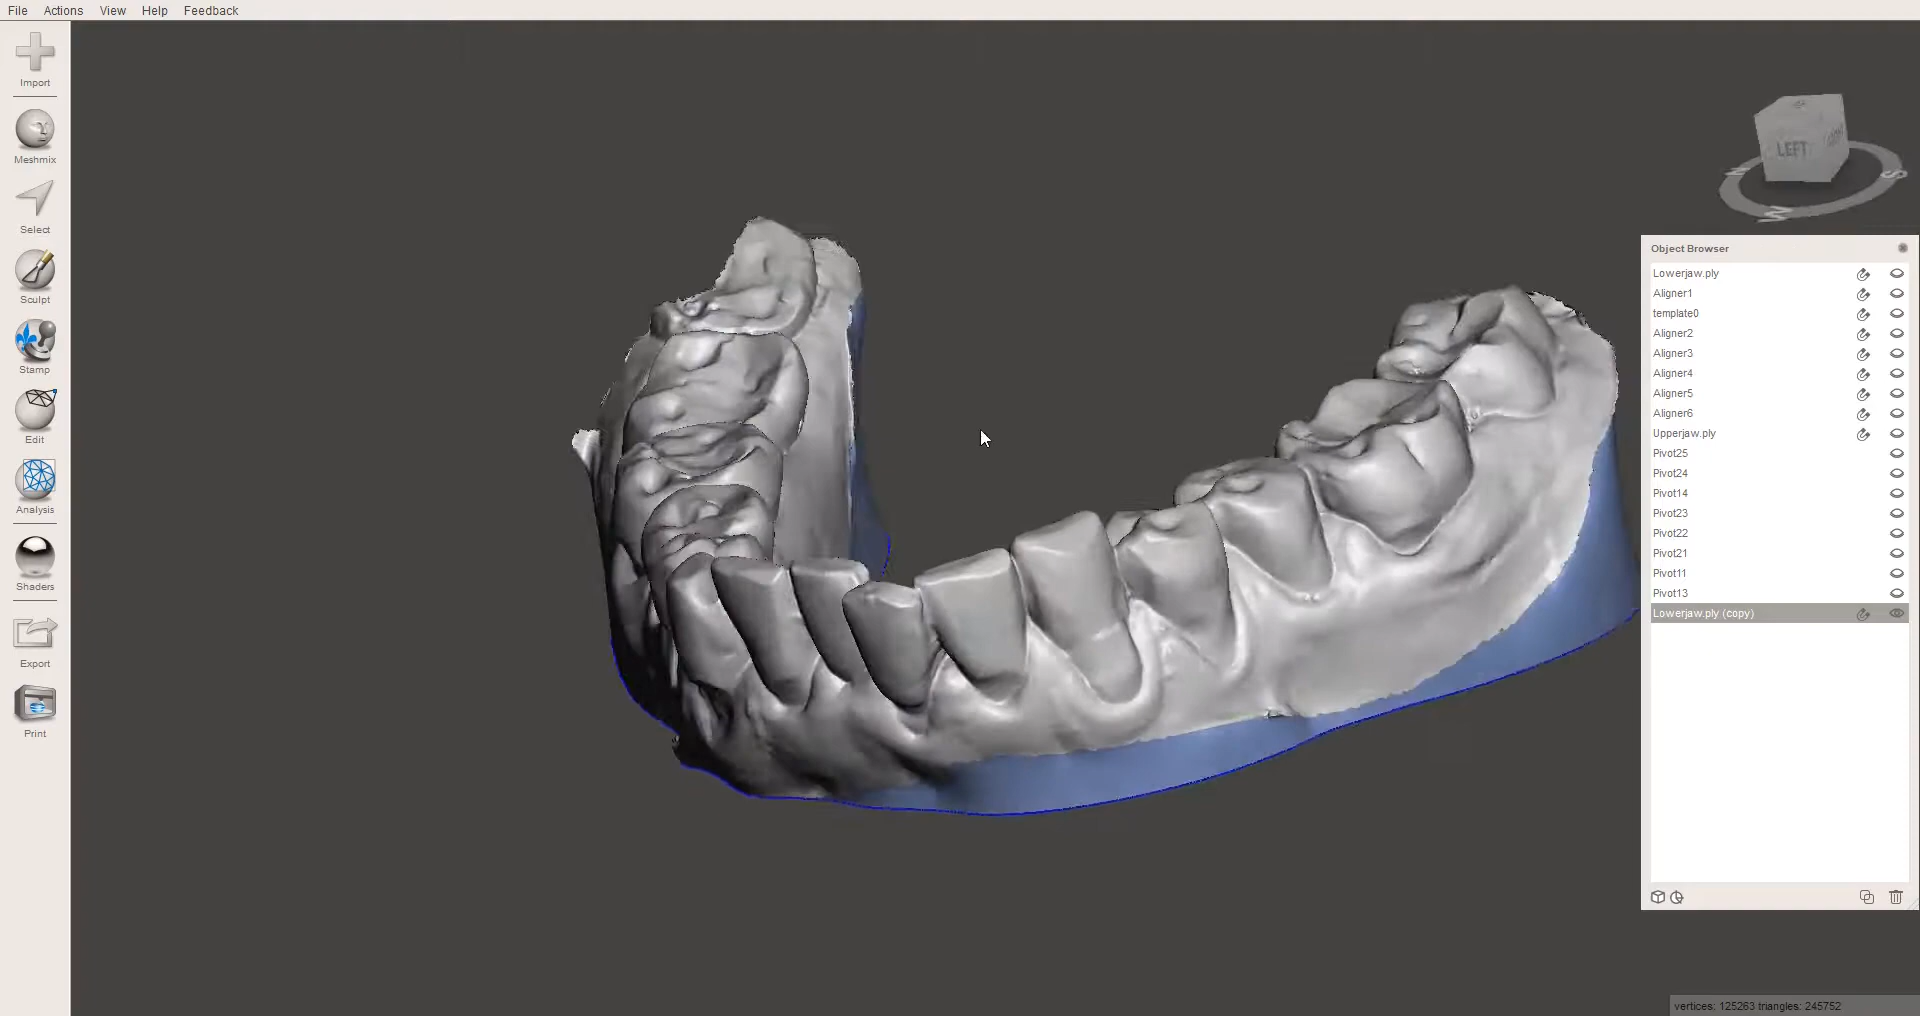 File Actions View Help Feedback
Import
Meshmix
Select
Sculpt
Stamp
Edit
Analysis
Shaders
Export
Print
LEFT
N
S
W
Object Browser
Lowerjaw.ply
Aligner1
template0
Aligner2
Aligner3
Aligner4
Aligner5
Aligner6
Upperjaw.ply
Pivot25
Pivot24
Pivot14
Pivot23
Pivot22
Pivot21
Pivot11
Pivot13
Lowerjaw.ply (copy)
vertices: 125263 triangles: 245752